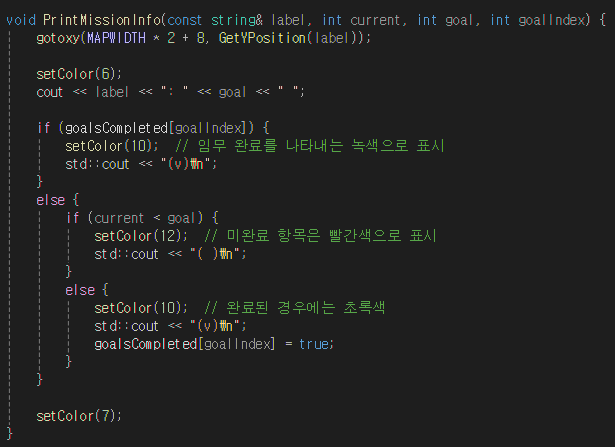 void PrintMissionInfo(const string& label, int current, int goal, int goalIndex) {
gotoxy(MAPWIDTH * 2 + 8, GetYPosition(label));
setColor(6);
cout << label << ": " << goal << " ";
if (goalsCompleted[goalIndex]) {
setColor(10);  // 임무 완료를 나타내는 녹색으로 표시
std::cout << "(v)₩n";
}
else {
if (current < goal) {
setColor(12);  // 미완료 항목은 빨간색으로 표시
std::cout << "( )₩n";
}
else {
setColor(10);  // 완료된 경우에는 초록색
std::cout << "(v)₩n";
goalsCompleted[goalIndex] = true;
}
}
setColor(7);
}